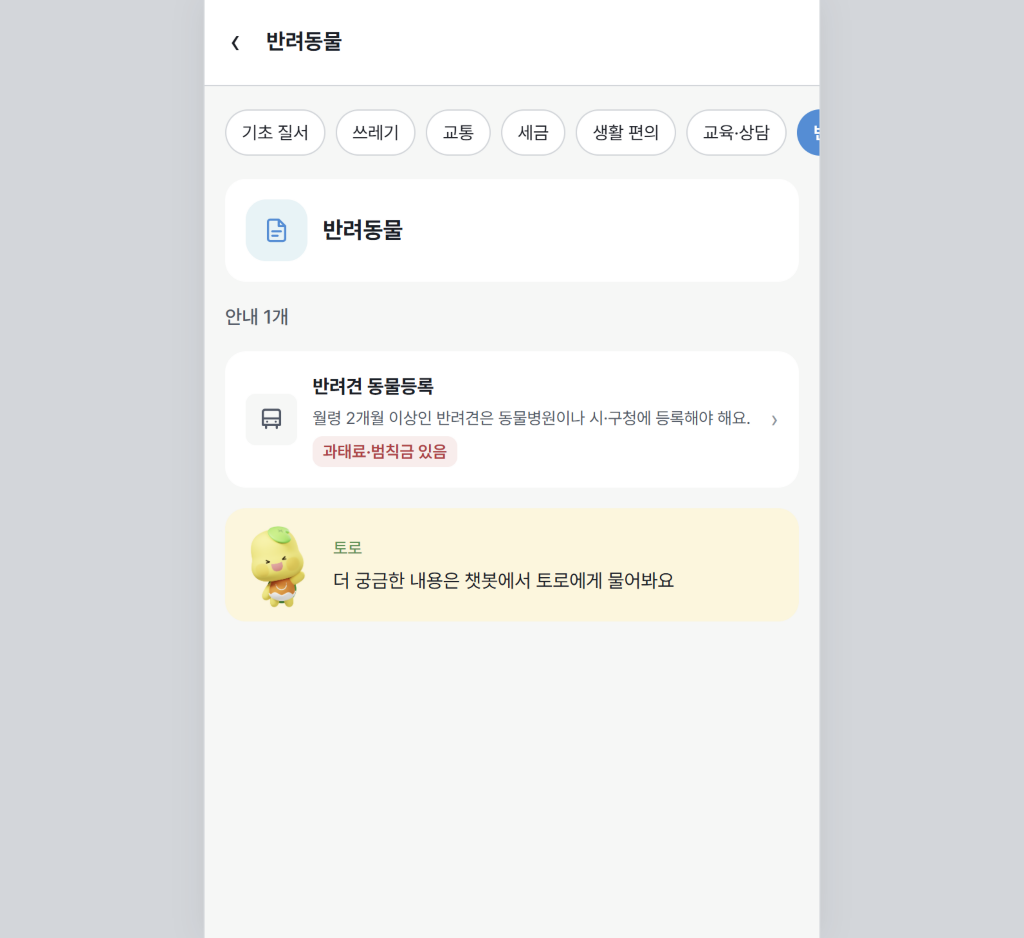 반려동물
기초 질서
쓰레기
교통
세금
생활 편의
교육·상담
반려동물
안내 1개
반려견 동물등록
월령 2개월 이상인 반려견은 동물병원이나 시·구청에 등록해야 해요.
과태료·범칙금 있음
토로
더 궁금한 내용은 챗봇에서 토로에게 물어봐요